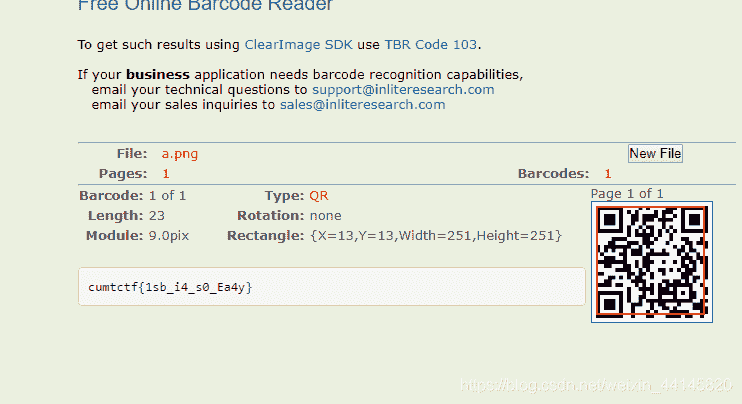 Free Online Barcode Reader
To get such results using ClearImage SDK use TBR Code 103.
If your business application needs barcode recognition capabilities,
email your technical questions to support@inliteresearch.com
email your sales inquiries to sales@inliteresearch.com
File: a.png New File
Pages: 1 Barcodes: 1
Barcode: 1 of 1 Type: QR Page 1 of 1
Length: 23 Rotation: none
Module: 9.0pix Rectangle: {X=13,Y=13,Width=251,Height=251}
cumtctf{1sb_i4_s0_Ea4y}
https://blog.csdn.net/weixin_44145820